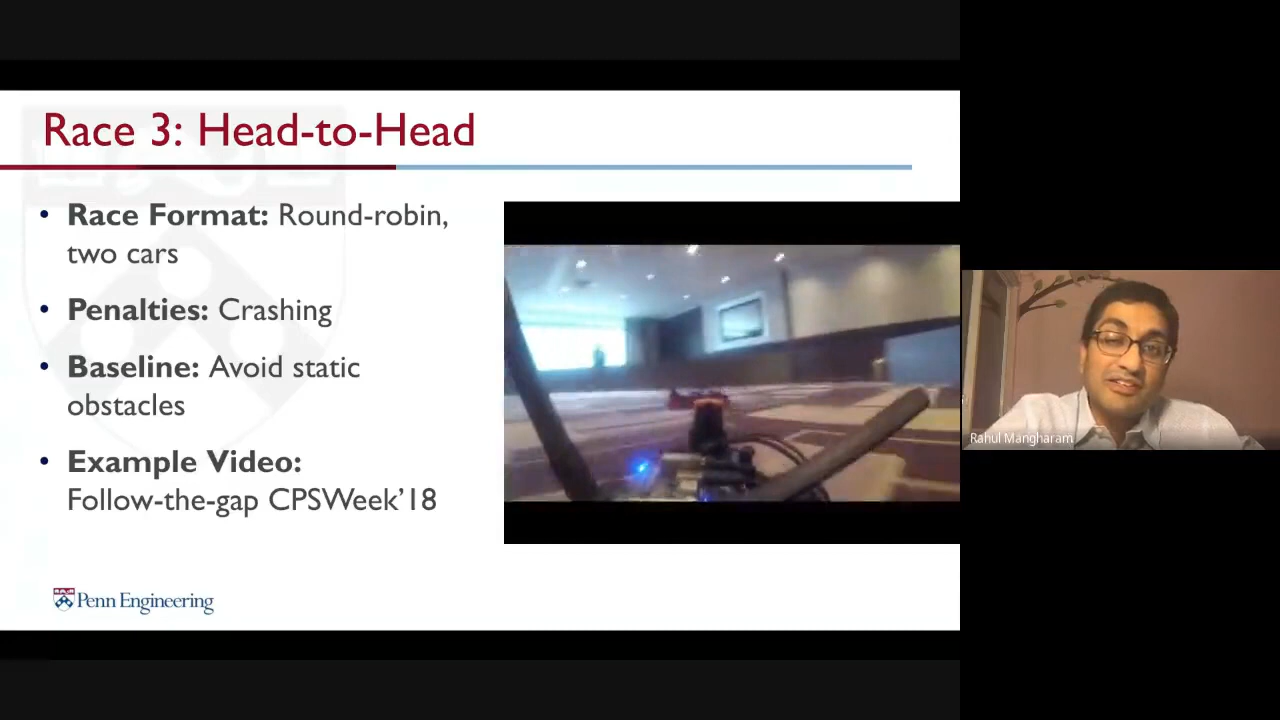 Race 3: Head-to-Head
• Race Format: Round-robin,
two cars
• Penalties: Crashing
• Baseline: Avoid static
obstacles
• Example Video:
Follow-the-gap CPSWeek’18
Penn Engineering
Rahul Mangharam